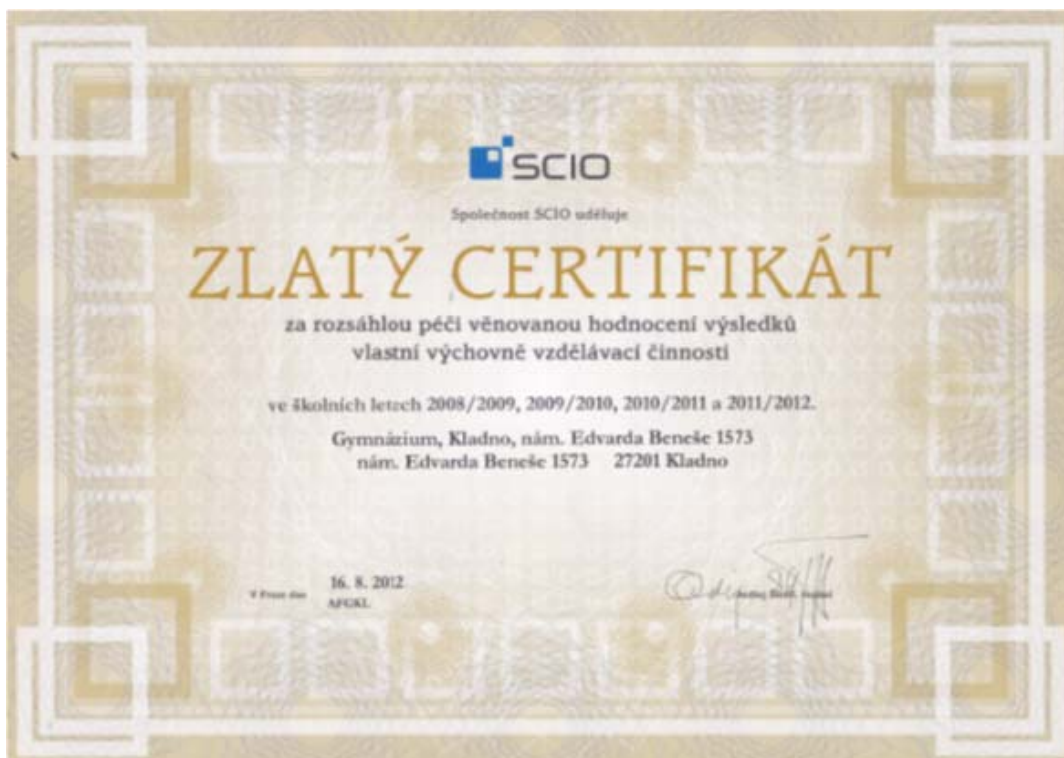 SCIO
Společnost SCIO uděluje
ZLATÝ CERTIFIKÁT
za rozsáhlou péči věnovanou hodnocení výsledků
vlastní výchovně vzdělávací činnosti
ve školních letech 2008/2009, 2009/2010, 2010/2011 a 2011/2012.
Gymnázium, Kladno, nám. Edvarda Beneše 1573
nám. Edvarda Beneše 1573 27201 Kladno
V Praze dne 16. 8. 2012
AFGKL